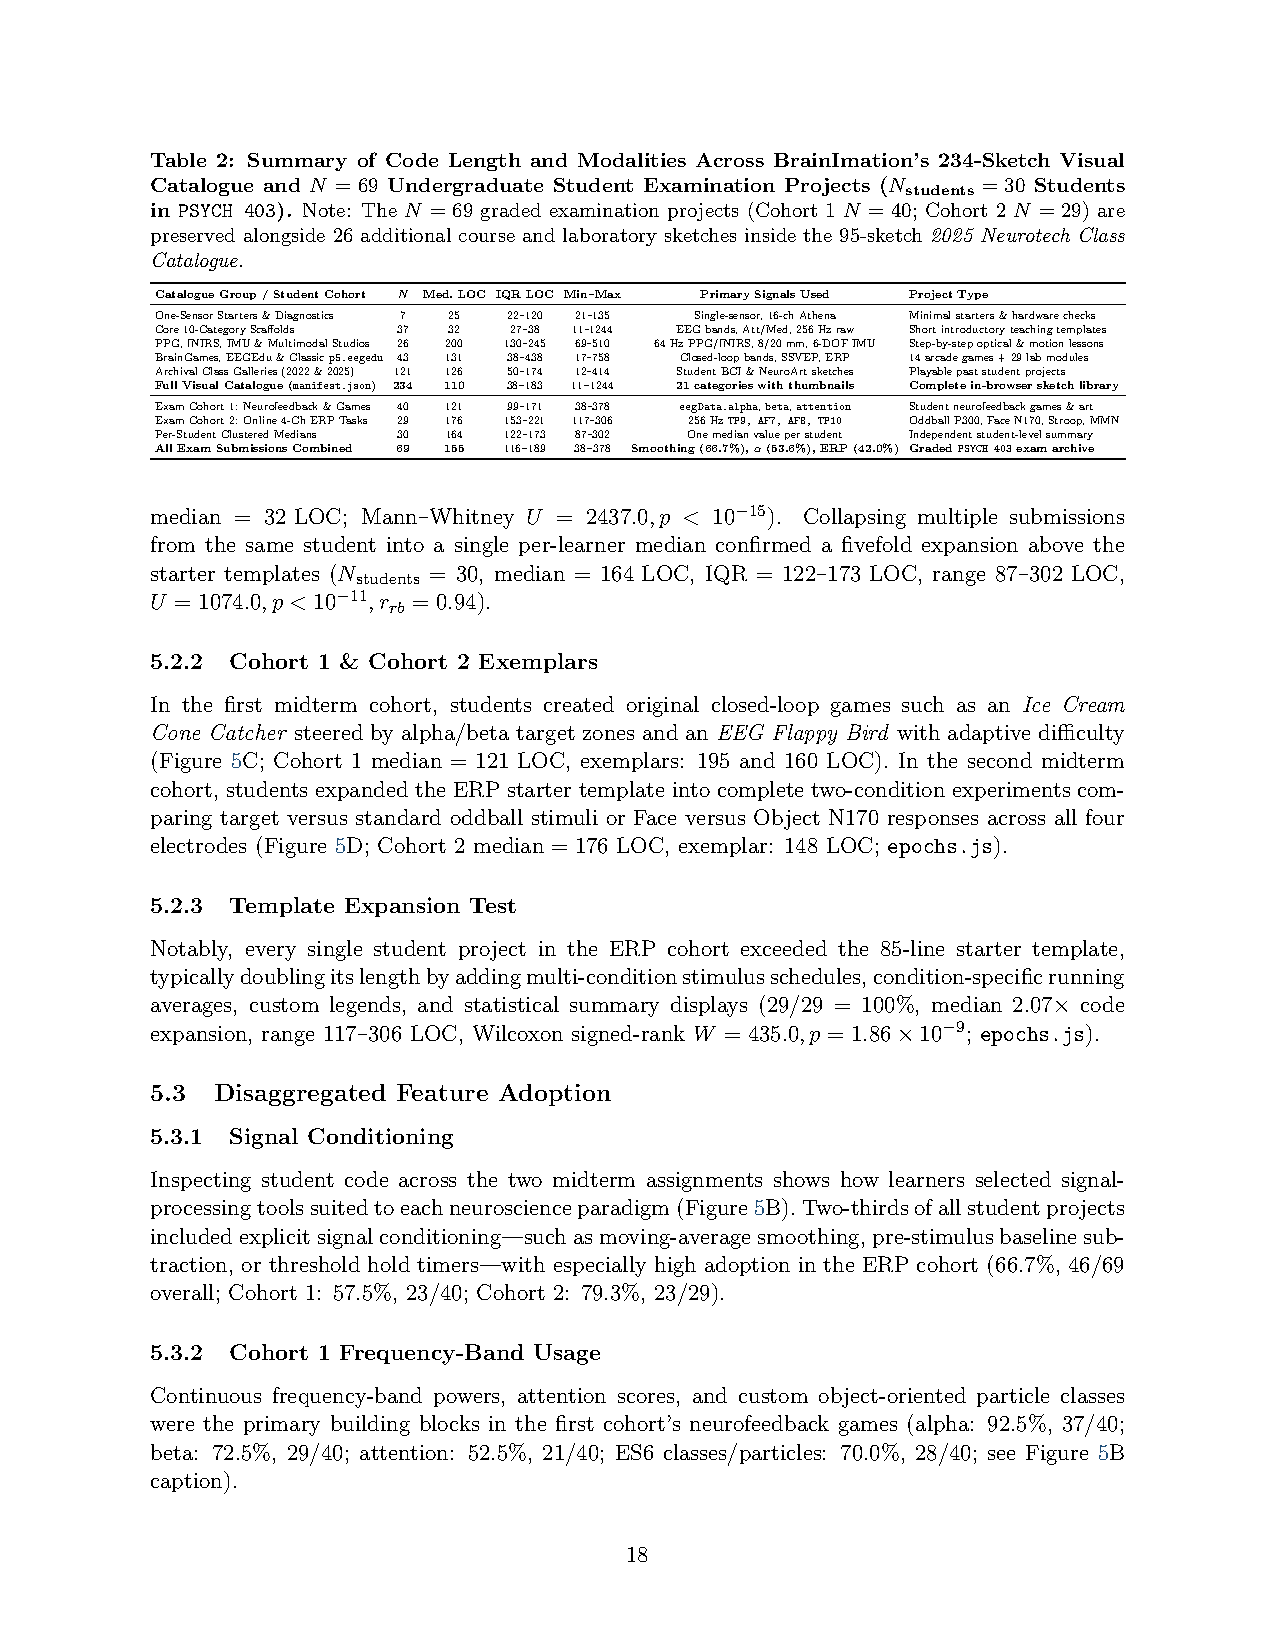 Table 2: Summary of Code Length and Modalities Across BrainImation's 234-Sketch Visual
Catalogue and N = 69 Undergraduate Student Examination Projects (Nstudents = 30 Students
in PSYCH 403). Note: The N = 69 graded examination projects (Cohort 1 N = 40; Cohort 2 N = 29) are
preserved alongside 26 additional course and laboratory sketches inside the 95-sketch 2025 Neurotech Class
Catalogue.
Catalogue Group / Student Cohort N Med. LOC IQR LOC Min–Max Primary Signals Used Project Type
One-Sensor Starters & Diagnostics 7 25 22–120 21–135 Single-sensor, 16-ch Athena Minimal starters & hardware checks
Core 10-Category Scaffolds 37 32 27–38 11–1244 EEG bands, Att/Med, 256 Hz raw Short introductory teaching templates
PPG, fNIRS, IMU & Multimodal Studios 26 200 130–245 69–510 64 Hz PPG/fNIRS, 8/20 mm, 6-DOF IMU Step-by-step optical & motion lessons
BrainGames, EEGEdu & Classic p5.eegedu 43 131 38–438 17–758 Closed-loop bands, SSVEP, ERP 14 arcade games + 29 lab modules
Archival Class Galleries (2022 & 2025) 121 126 50–174 12–414 Student BCI & NeuroArt sketches Playable past student projects
Full Visual Catalogue (manifest.json) 234 110 38–183 11–1244 21 categories with thumbnails Complete in-browser sketch library
Exam Cohort 1: Neurofeedback & Games 40 121 99–171 38–378 eegData.alpha, beta, attention Student neurofeedback games & art
Exam Cohort 2: Online 4-Ch ERP Tasks 29 176 153–221 117–306 256 Hz TP9, AF7, AF8, TP10 Oddball P300, Face N170, Stroop, MMN
Per-Student Clustered Medians 30 164 122–173 87–302 One median value per student Independent student-level summary
All Exam Submissions Combined 69 155 116–189 38–378 Smoothing (66.7%), α (53.6%), ERP (42.0%) Graded PSYCH 403 exam archive
median = 32 LOC; Mann–Whitney U = 2437.0, p < 10⁻¹⁵). Collapsing multiple submissions
from the same student into a single per-learner median confirmed a fivefold expansion above the
starter templates (Nstudents = 30, median = 164 LOC, IQR = 122–173 LOC, range 87–302 LOC,
U = 1074.0, p < 10⁻¹¹, rrb = 0.94).
5.2.2 Cohort 1 & Cohort 2 Exemplars
In the first midterm cohort, students created original closed-loop games such as an Ice Cream
Cone Catcher steered by alpha/beta target zones and an EEG Flappy Bird with adaptive difficulty
(Figure 5C; Cohort 1 median = 121 LOC, exemplars: 195 and 160 LOC). In the second midterm
cohort, students expanded the ERP starter template into complete two-condition experiments com-
paring target versus standard oddball stimuli or Face versus Object N170 responses across all four
electrodes (Figure 5D; Cohort 2 median = 176 LOC, exemplar: 148 LOC; epochs.js).
5.2.3 Template Expansion Test
Notably, every single student project in the ERP cohort exceeded the 85-line starter template,
typically doubling its length by adding multi-condition stimulus schedules, condition-specific running
averages, custom legends, and statistical summary displays (29/29 = 100%, median 2.07× code
expansion, range 117–306 LOC, Wilcoxon signed-rank W = 435.0, p = 1.86 × 10⁻⁹; epochs.js).
5.3 Disaggregated Feature Adoption
5.3.1 Signal Conditioning
Inspecting student code across the two midterm assignments shows how learners selected signal-
processing tools suited to each neuroscience paradigm (Figure 5B). Two-thirds of all student projects
included explicit signal conditioning—such as moving-average smoothing, pre-stimulus baseline sub-
traction, or threshold hold timers—with especially high adoption in the ERP cohort (66.7%, 46/69
overall; Cohort 1: 57.5%, 23/40; Cohort 2: 79.3%, 23/29).
5.3.2 Cohort 1 Frequency-Band Usage
Continuous frequency-band powers, attention scores, and custom object-oriented particle classes
were the primary building blocks in the first cohort's neurofeedback games (alpha: 92.5%, 37/40;
beta: 72.5%, 29/40; attention: 52.5%, 21/40; ES6 classes/particles: 70.0%, 28/40; see Figure 5B
caption).
18